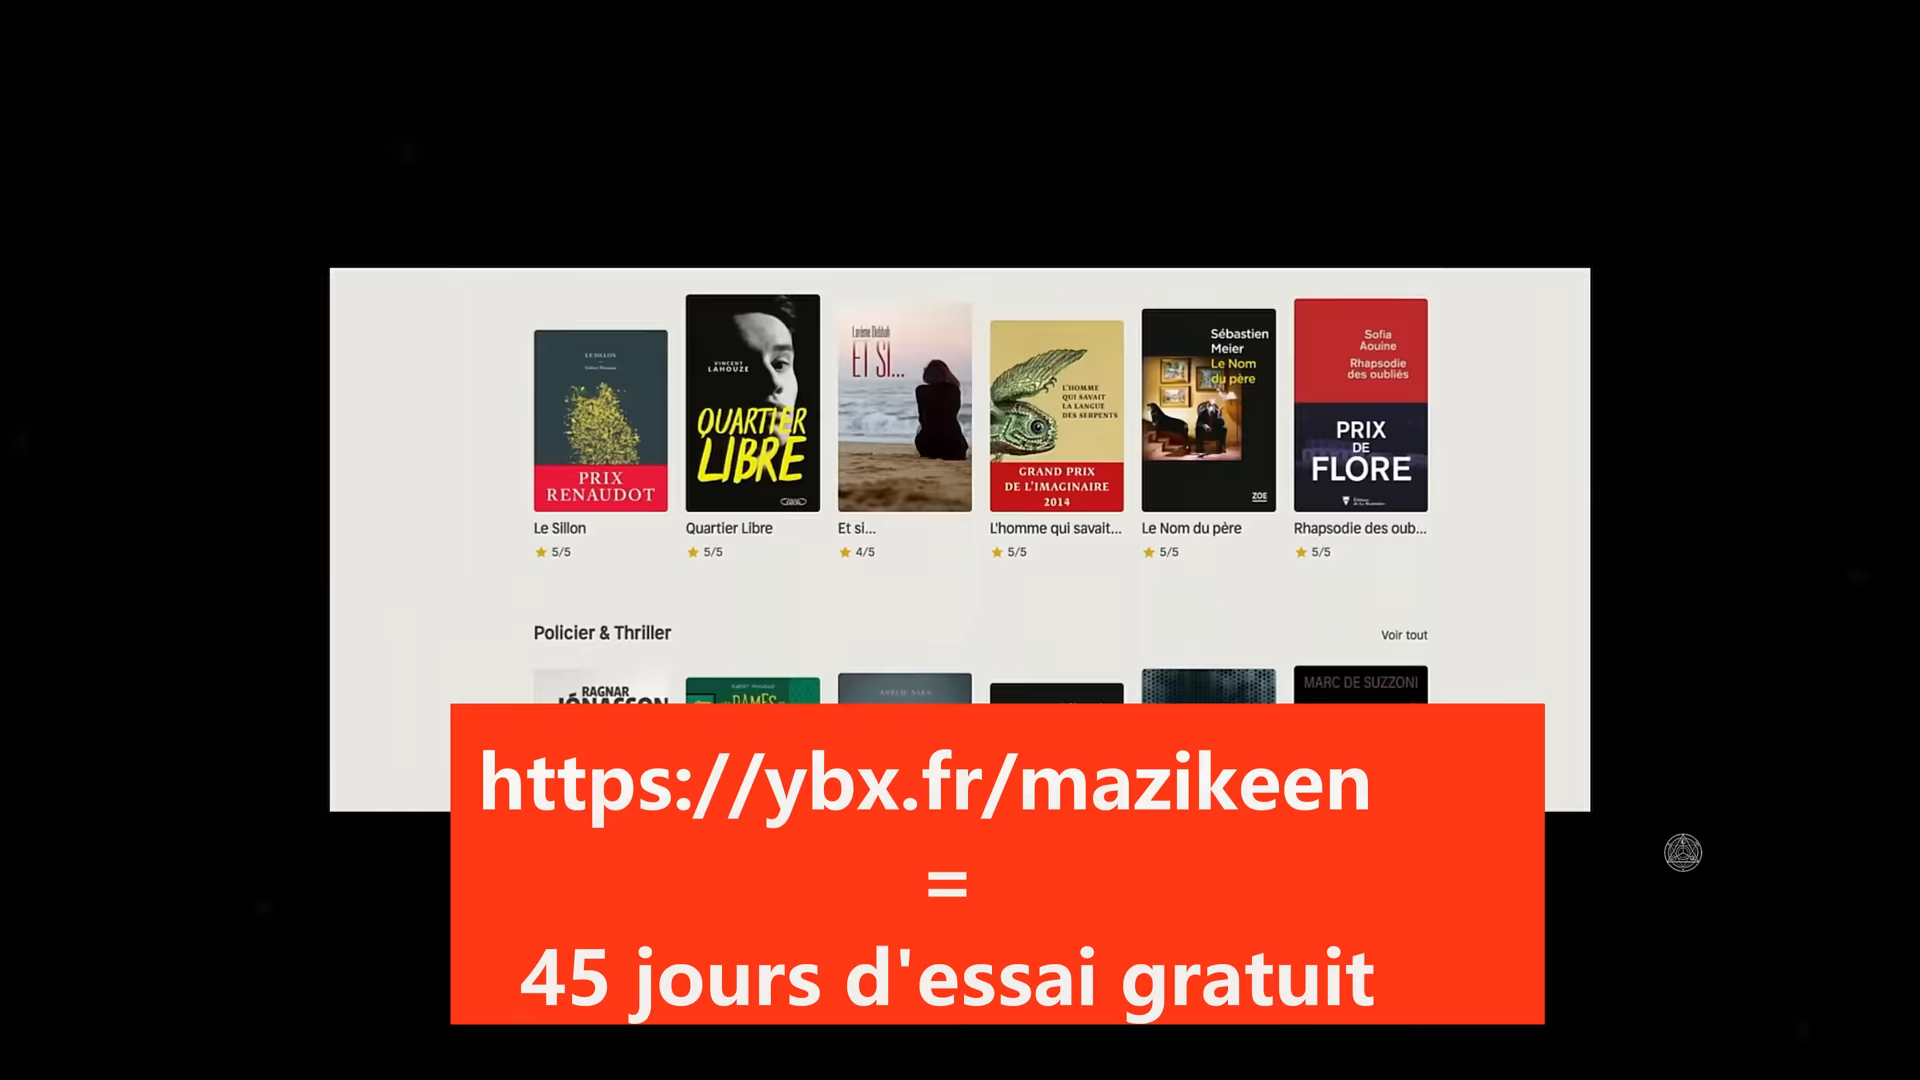 LE SILLON
PRIX
RENAUDOT
VINCENT
LAHOUZE
QUARTIER
LIBRE
ET SI...
L'HOMME
QUI SAVAIT
LA LANGUE
DES SERPENTS
GRAND PRIX
DE L'IMAGINAIRE
2014
Sébastien
Meier
Le Nom
du père
ZOE
Sofia
Aouine
Rhapsodie
des oubliés
PRIX
DE
FLORE
Le Sillon
Quartier Libre
Et si...
L'homme qui savait...
Le Nom du père
Rhapsodie des oub...
5/5
5/5
4/5
5/5
5/5
5/5
Policier & Thriller
Voir tout
RAGNAR
JÓNASSON
DAMES
MARC DE SUZZONI
https://ybx.fr/mazikeen
=
45 jours d'essai gratuit